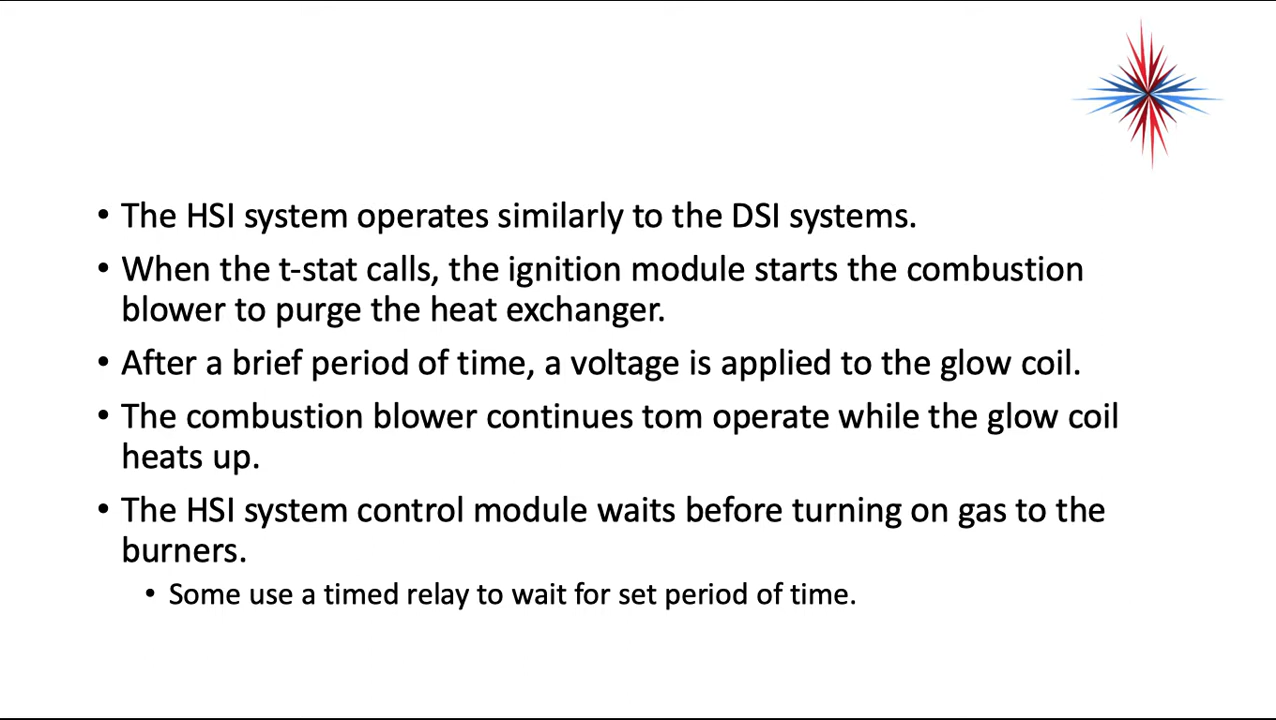 • The HSI system operates similarly to the DSI systems.
• When the t-stat calls, the ignition module starts the combustion
blower to purge the heat exchanger.
• After a brief period of time, a voltage is applied to the glow coil.
• The combustion blower continues tom operate while the glow coil
heats up.
• The HSI system control module waits before turning on gas to the
burners.
• Some use a timed relay to wait for set period of time.